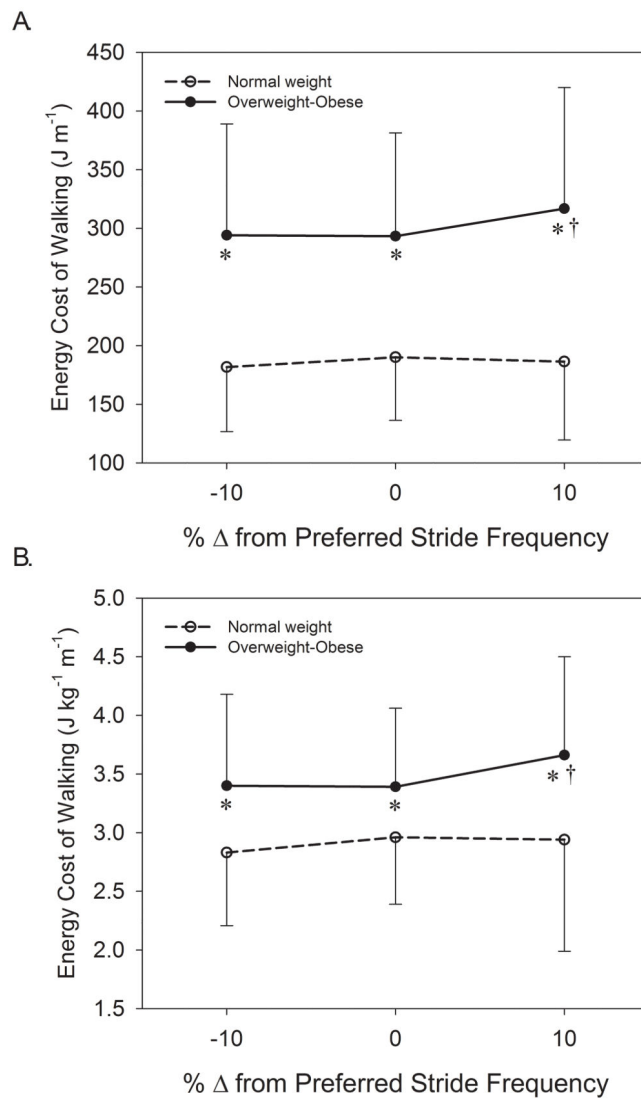 A.
Energy Cost of Walking (J m⁻¹)
450
400
350
300
250
200
150
100
Normal weight
Overweight-Obese
*
*
* †
-10
0
10
% Δ from Preferred Stride Frequency
B.
Energy Cost of Walking (J kg⁻¹ m⁻¹)
5.0
4.5
4.0
3.5
3.0
2.5
2.0
1.5
Normal weight
Overweight-Obese
*
*
* †
-10
0
10
% Δ from Preferred Stride Frequency